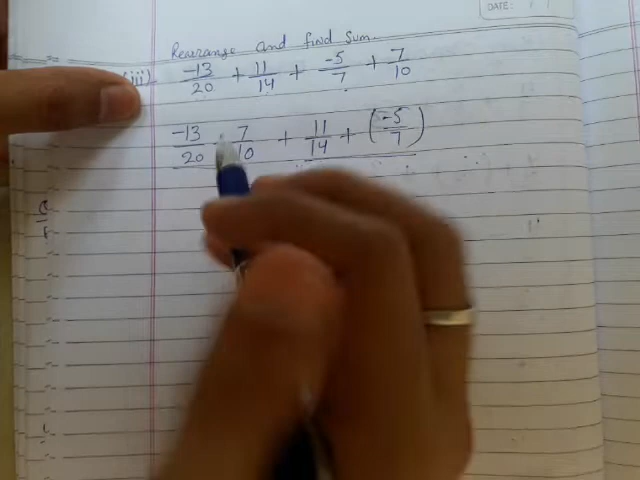 DATE:
Rearrange and find Sum.
(iii) -13/20 + 11/14 + -5/7 + 7/10
-13/20 7/10 + 11/14 + (-5/7)